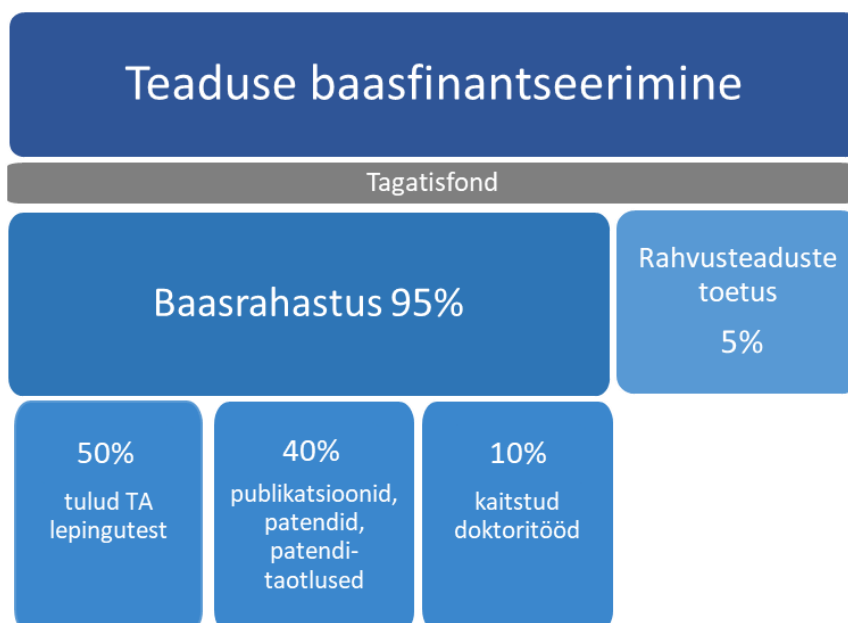 Teaduse baasfinantseerimine
Tagatisfond
Baasrahastus 95%
Rahvusteaduste
toetus
5%
50%
tulud TA
lepingutest
40%
publikatsioonid,
patendid,
patendi-
taotlused
10%
kaitstud
doktoritööd